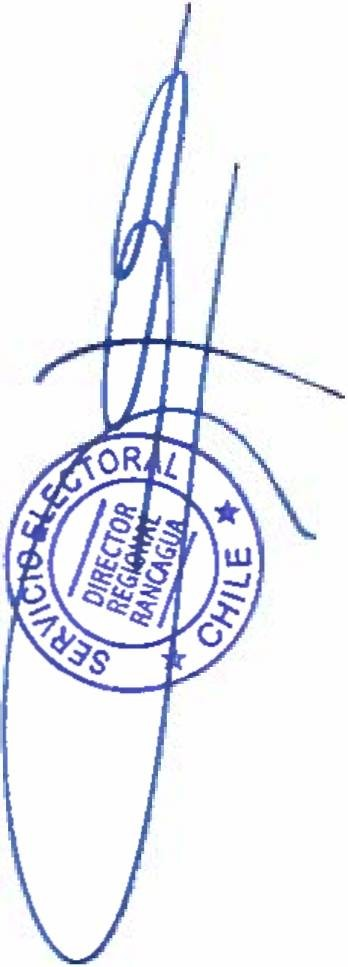 SERVICIO ELECTORAL
★ CHILE ★
DIRECTOR
REGIONAL
RANCAGUA